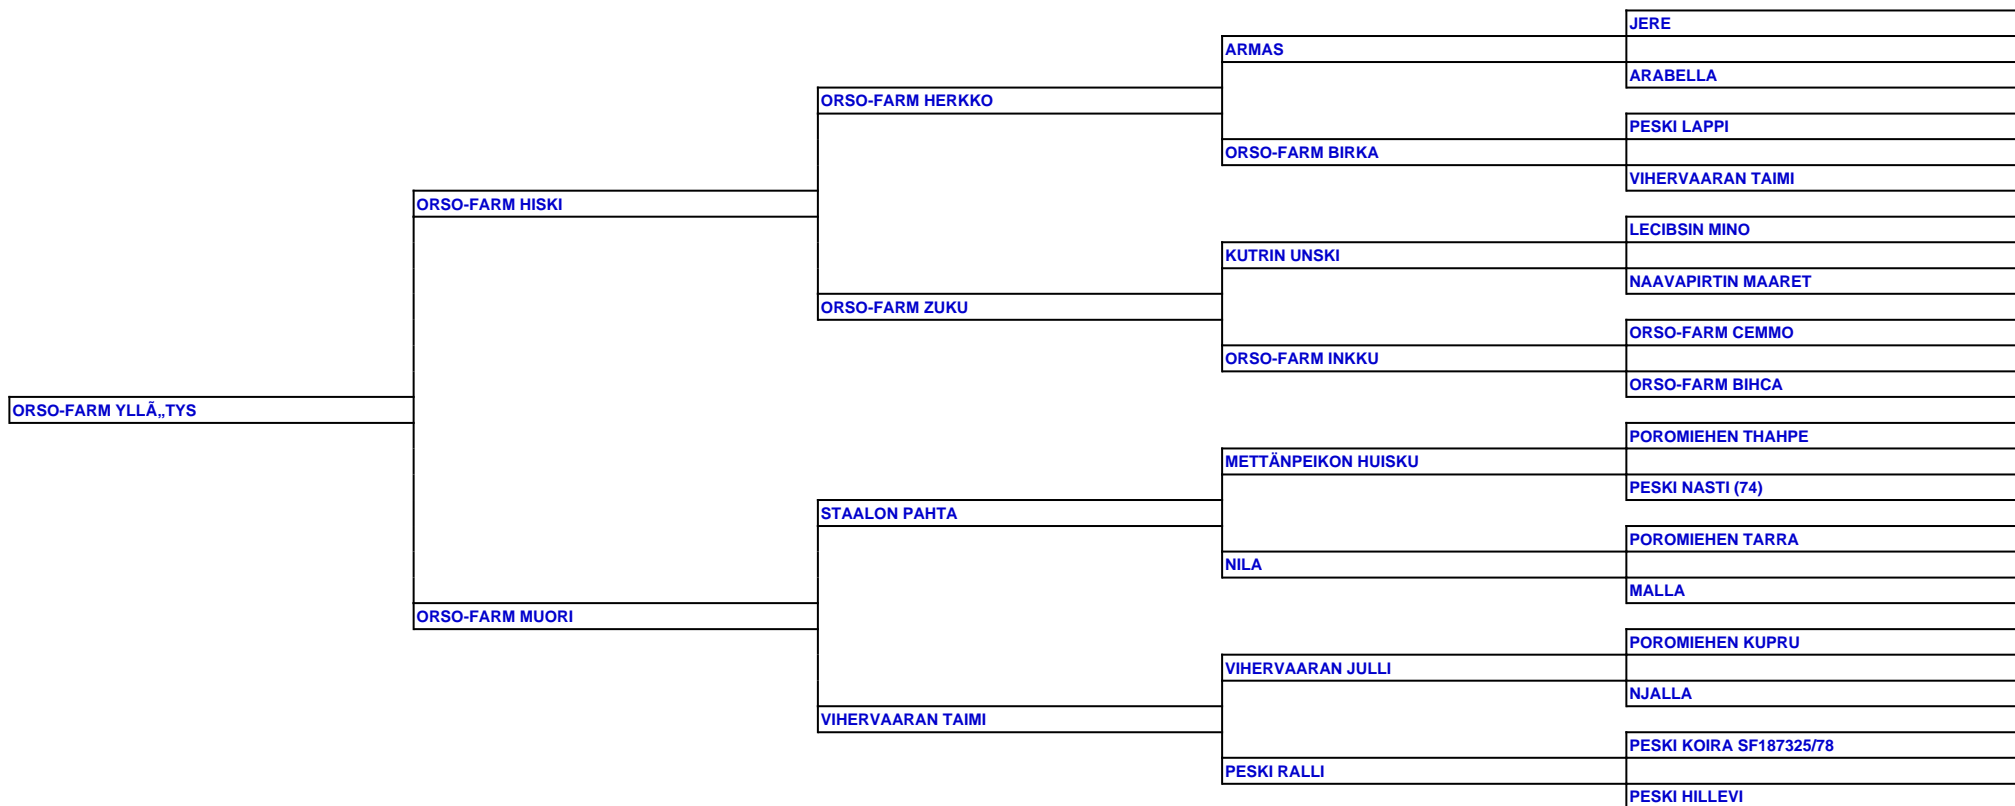 JERE
ARMAS
ARABELLA
ORSO-FARM HERKKO
PESKI LAPPI
ORSO-FARM BIRKA
VIHERVAARAN TAIMI
ORSO-FARM HISKI
LECIBSIN MINO
KUTRIN UNSKI
NAAVAPIRTIN MAARET
ORSO-FARM ZUKU
ORSO-FARM CEMMO
ORSO-FARM INKKU
ORSO-FARM BIHCA
ORSO-FARM YLLÃ„TYS
POROMIEHEN THAHPE
METTÄNPEIKON HUISKU
PESKI NASTI (74)
STAALON PAHTA
POROMIEHEN TARRA
NILA
MALLA
ORSO-FARM MUORI
POROMIEHEN KUPRU
VIHERVAARAN JULLI
NJALLA
VIHERVAARAN TAIMI
PESKI KOIRA SF187325/78
PESKI RALLI
PESKI HILLEVI